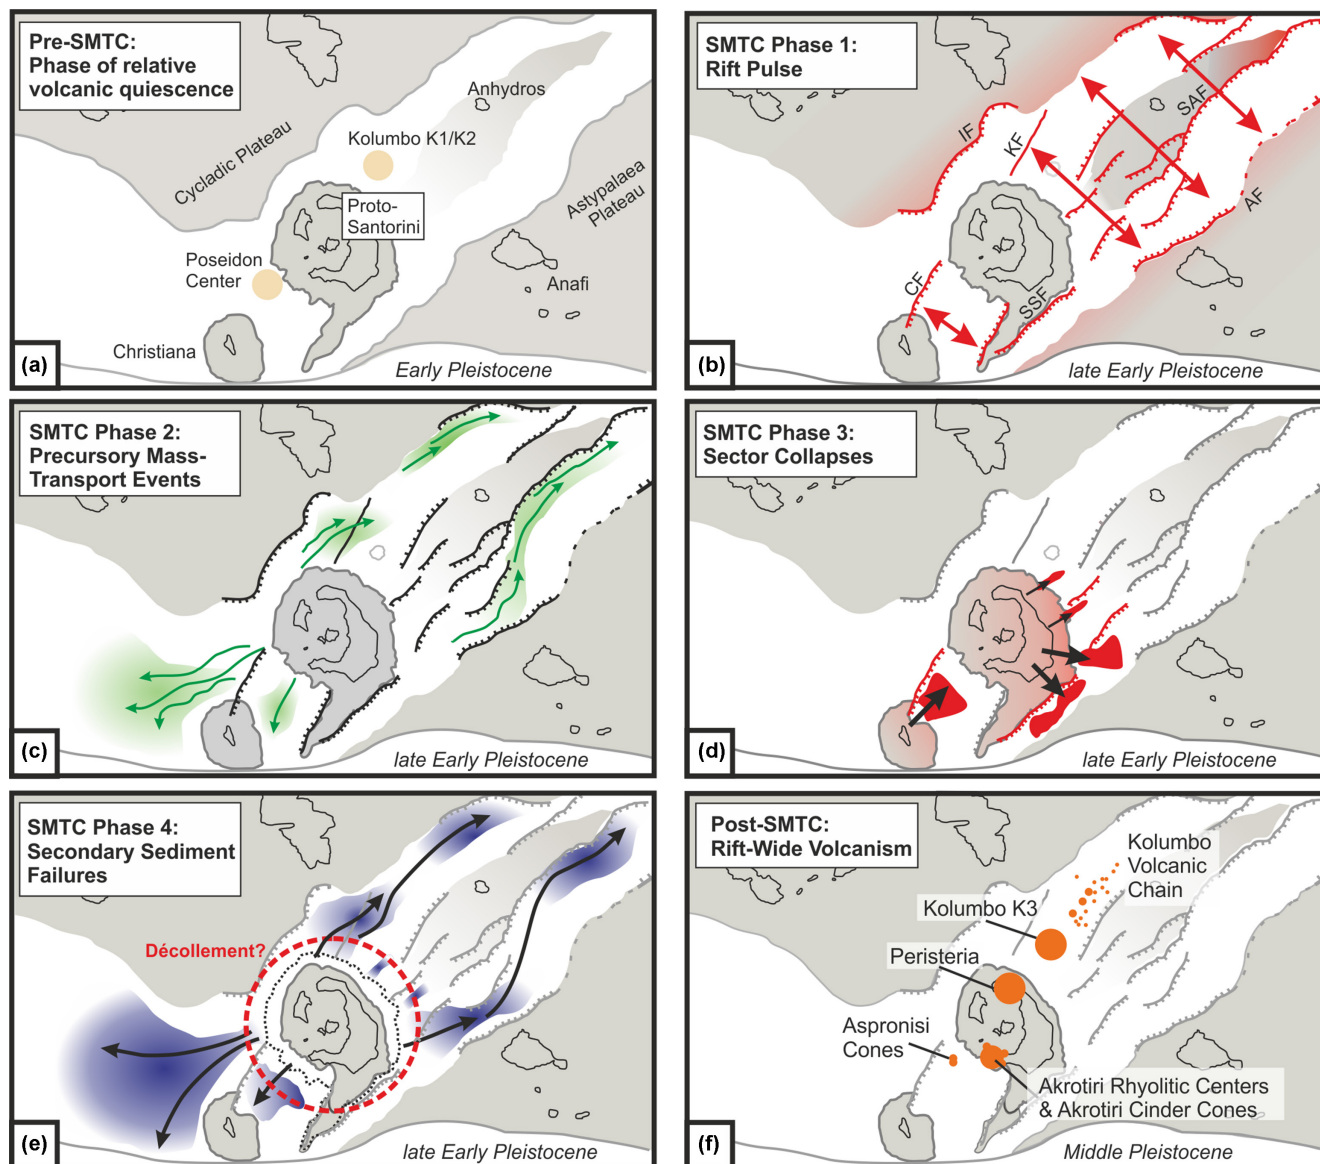 Pre-SMTC:
Phase of relative
volcanic quiescence
Anhydros
Kolumbo K1/K2
Cycladic Plateau
Astypalaea
Plateau
Proto-
Santorini
Poseidon
Center
Anafi
Christiana
(a)
Early Pleistocene
SMTC Phase 1:
Rift Pulse
IF
KF
SAF
AF
CF
SSF
(b)
late Early Pleistocene
SMTC Phase 2:
Precursory Mass-
Transport Events
(c)
late Early Pleistocene
SMTC Phase 3:
Sector Collapses
(d)
late Early Pleistocene
SMTC Phase 4:
Secondary Sediment
Failures
Décollement?
(e)
late Early Pleistocene
Post-SMTC:
Rift-Wide Volcanism
Kolumbo
Volcanic
Chain
Kolumbo K3
Peristeria
Aspronisi
Cones
Akrotiri Rhyolitic Centers
& Akrotiri Cinder Cones
(f)
Middle Pleistocene